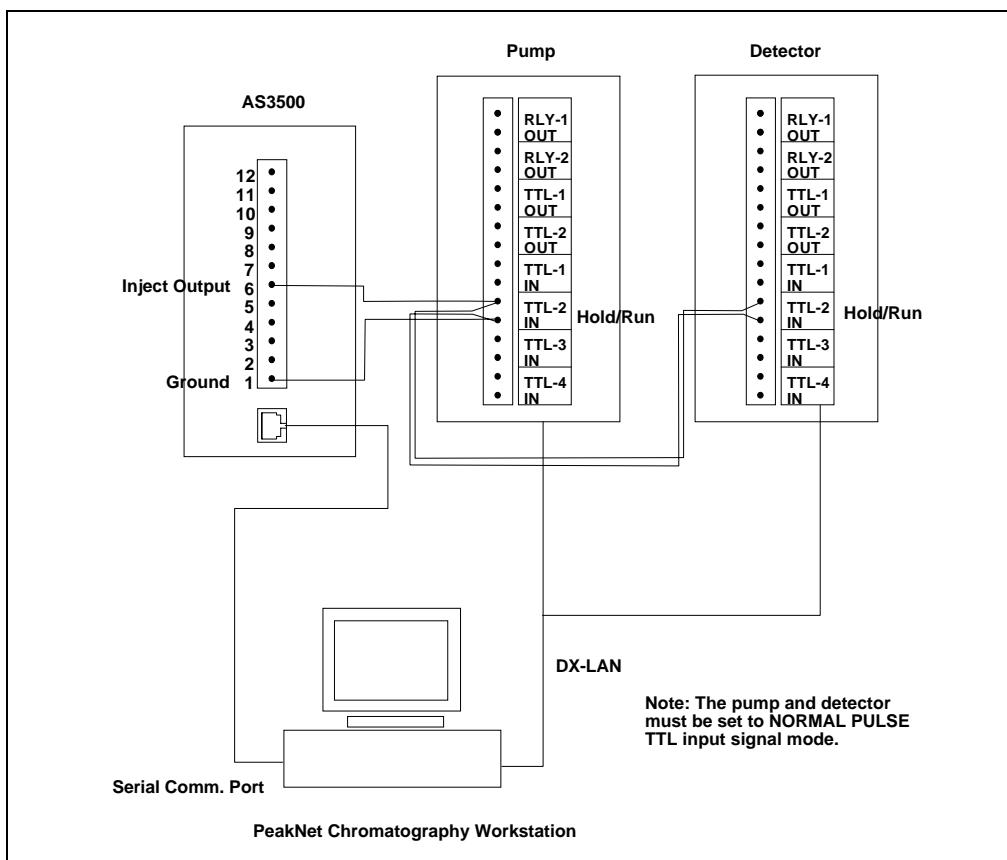 Pump
Detector
AS3500
12
11
10
9
8
7
Inject Output 6
5
4
3
2
Ground 1
RLY-1
OUT
RLY-2
OUT
TTL-1
OUT
TTL-2
OUT
TTL-1
IN
TTL-2
IN
Hold/Run
TTL-3
IN
TTL-4
IN
RLY-1
OUT
RLY-2
OUT
TTL-1
OUT
TTL-2
OUT
TTL-1
IN
TTL-2
IN
Hold/Run
TTL-3
IN
TTL-4
IN
DX-LAN
Note: The pump and detector
must be set to NORMAL PULSE
TTL input signal mode.
Serial Comm. Port
PeakNet Chromatography Workstation